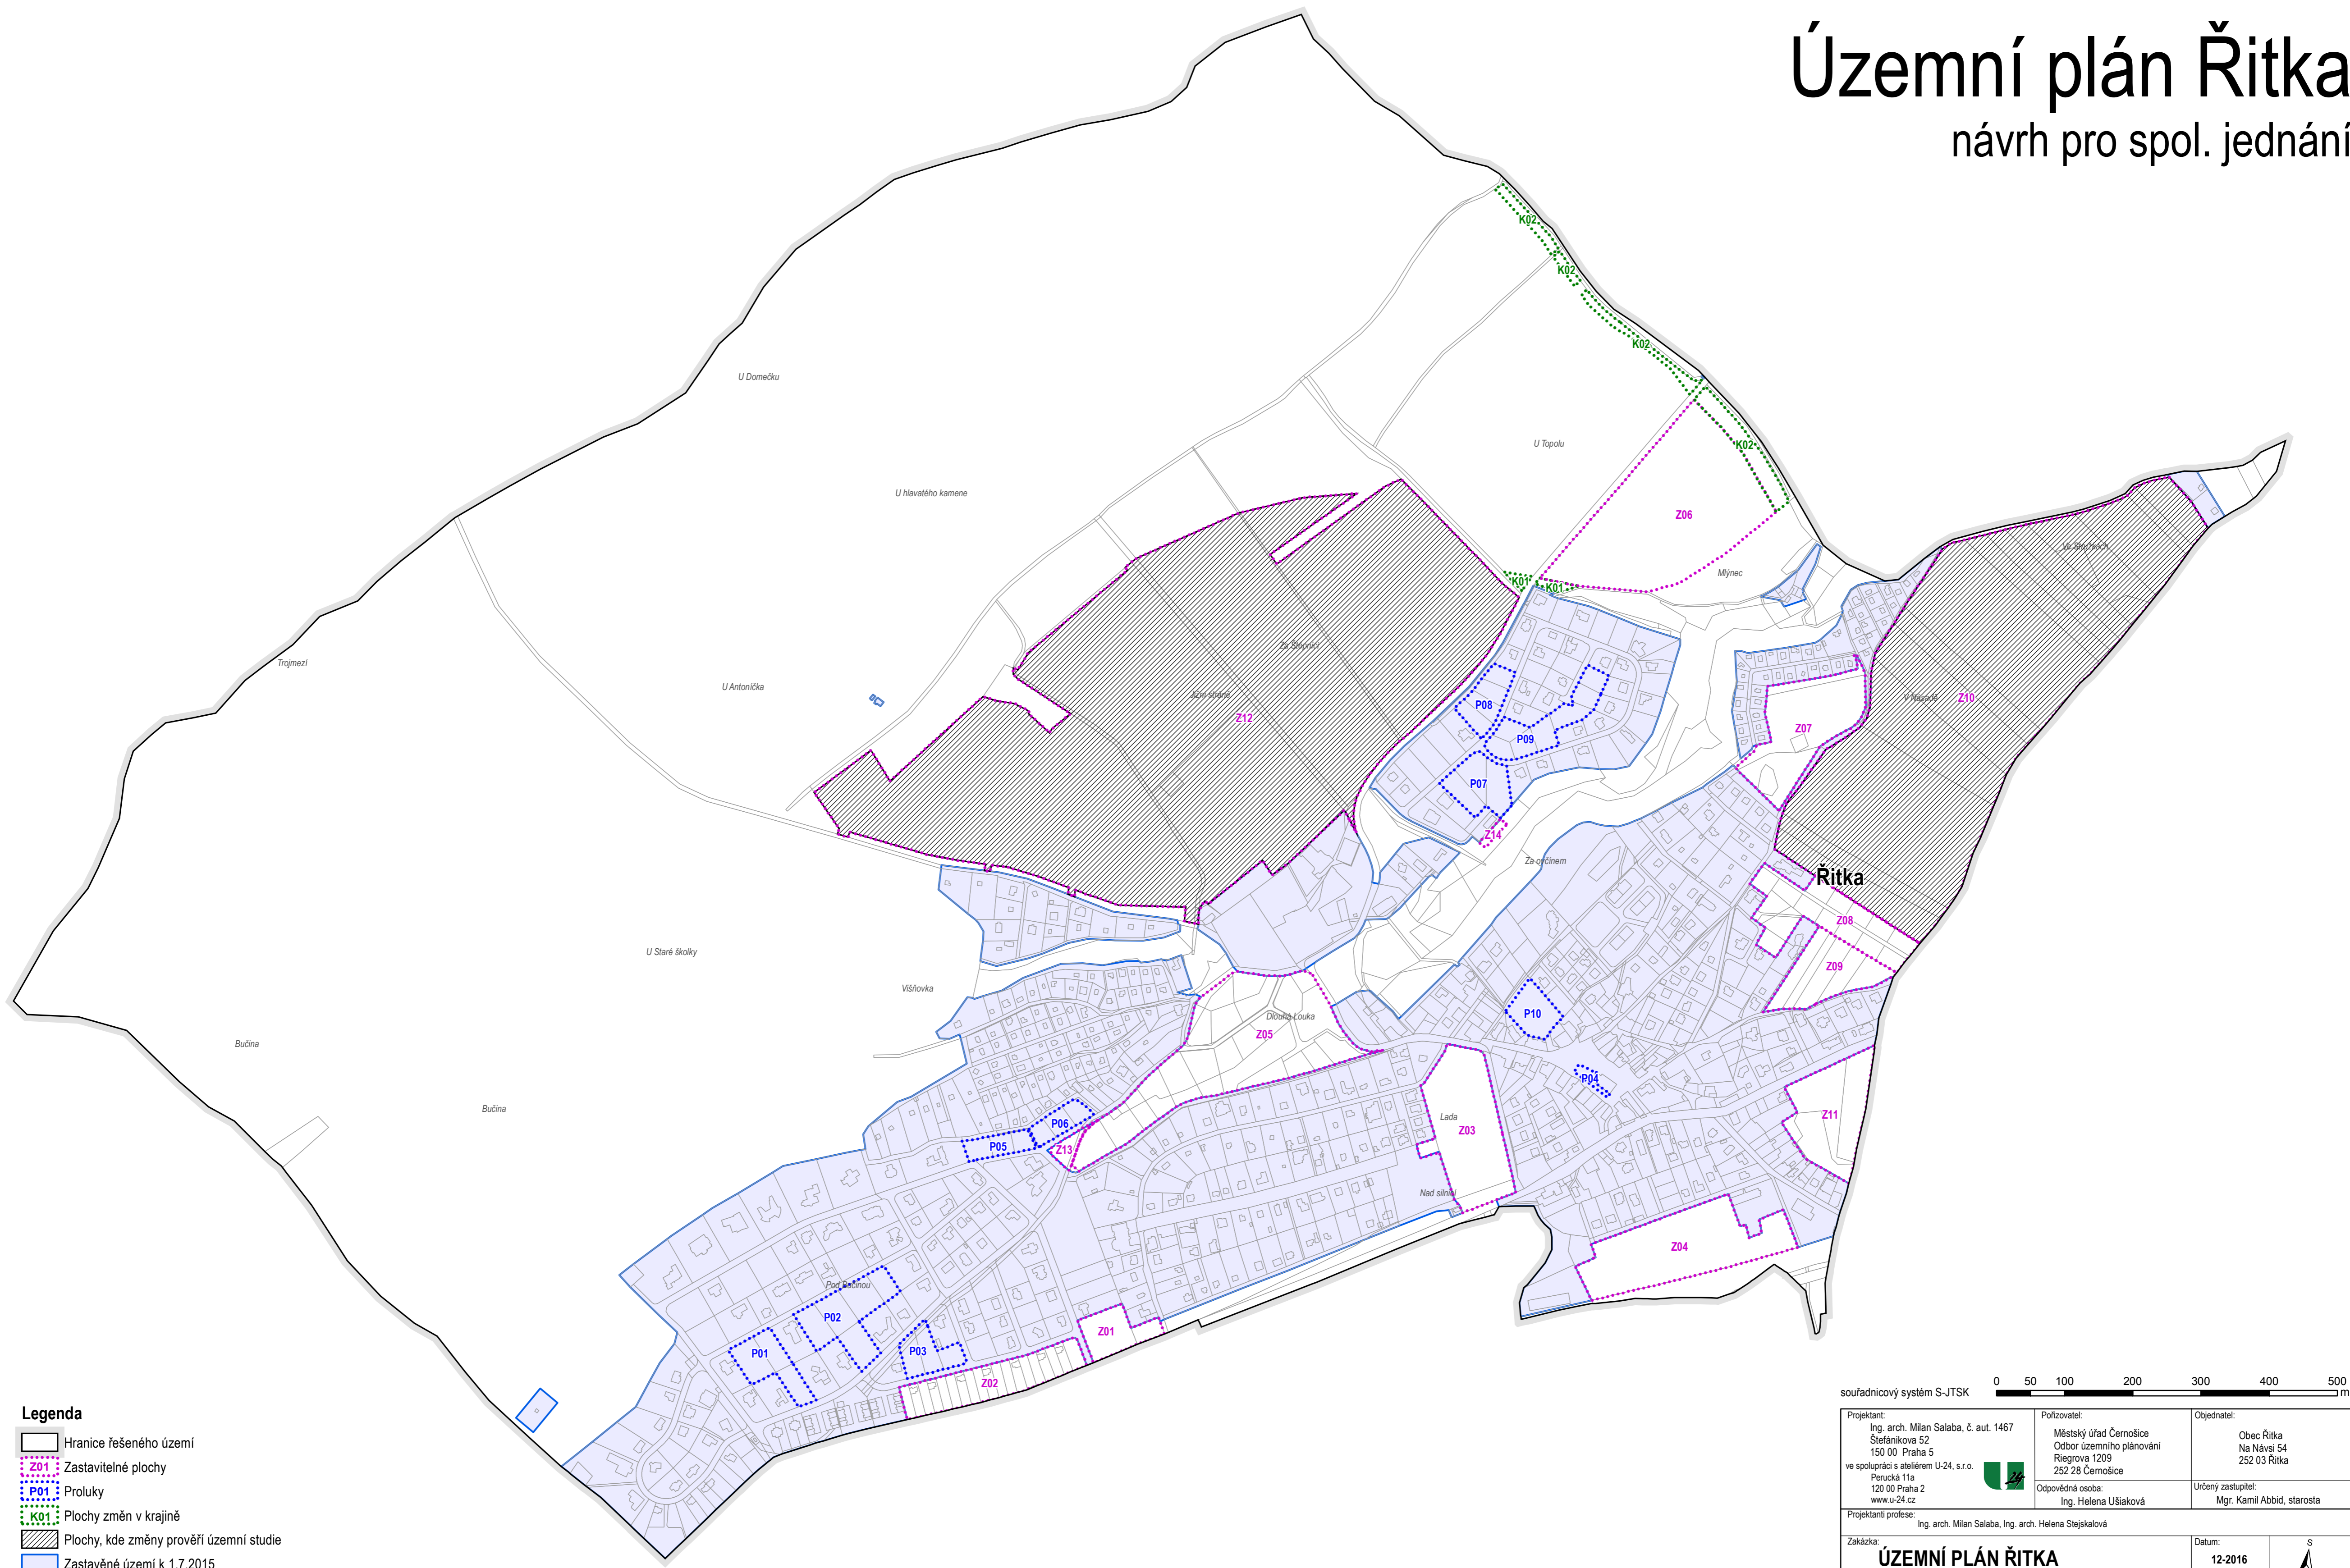 Územní plán Řitka
návrh pro spol. jednání
K02
K02
K02
U Domečku
K02
U Topolu
U hlavatého kamene
Z06
Ve Stružkách
Mlýnec
K01
K01
Za Štěpnicí
Trojmezí
U Antoníčka
Jižní stráně
V Násadě
Z10
P08
Z12
Z07
P09
P07
Z14
Za ovčínem
Řitka
Z08
U Staré školky
Z09
Višňovka
P10
Dlouhá Louka
Z05
Bučina
P04
Bučina
Lada
Z11
P06
Z03
P05
Z13
Nad silnicí
Z04
Pod Bučinou
P02
Z01
P03
P01
Z02
Legenda
Hranice řešeného území
Z01 Zastavitelné plochy
P01 Proluky
K01 Plochy změn v krajině
Plochy, kde změny prověří územní studie
Zastavěné území k 1.7.2015
souřadnicový systém S-JTSK
0 50 100 200 300 400 500
m
Projektant:
Ing. arch. Milan Salaba, č. aut. 1467
Štefánikova 52
150 00 Praha 5
ve spolupráci s ateliérem U-24, s.r.o.
Perucká 11a
120 00 Praha 2
www.u-24.cz
Pořizovatel:
Městský úřad Černošice
Odbor územního plánování
Riegrova 1209
252 28 Černošice
Odpovědná osoba:
Ing. Helena Ušiaková
Objednatel:
Obec Řitka
Na Návsi 54
252 03 Řitka
Určený zastupitel:
Mgr. Kamil Abbid, starosta
Projektanti profese:
Ing. arch. Milan Salaba, Ing. arch. Helena Stejskalová
Zakázka:
ÚZEMNÍ PLÁN ŘITKA
Datum:
12-2016
S